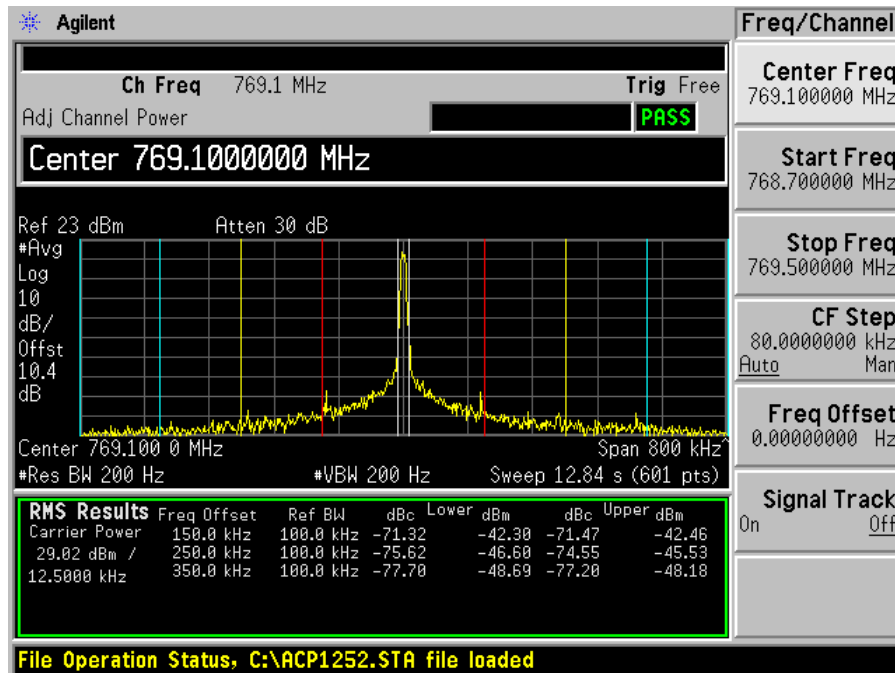 Agilent
Freq/Channel
Ch Freq 769.1 MHz Trig Free
Adj Channel Power PASS
Center 769.1000000 MHz
Ref 23 dBm Atten 30 dB
#Avg
Log
10
dB/
Offst
10.4
dB
Center 769.100 0 MHz Span 800 kHz^
#Res BW 200 Hz #VBW 200 Hz Sweep 12.84 s (601 pts)
RMS Results Freq Offset Ref BW dBc Lower dBm dBc Upper dBm
Carrier Power 150.0 kHz 100.0 kHz -71.32 -42.30 -71.47 -42.46
29.02 dBm / 250.0 kHz 100.0 kHz -75.62 -46.60 -74.55 -45.53
12.5000 kHz 350.0 kHz 100.0 kHz -77.70 -48.69 -77.20 -48.18
Center Freq
769.100000 MHz
Start Freq
768.700000 MHz
Stop Freq
769.500000 MHz
CF Step
80.0000000 kHz
Auto Man
Freq Offset
0.00000000 Hz
Signal Track
On Off
File Operation Status, C:\ACP1252.STA file loaded